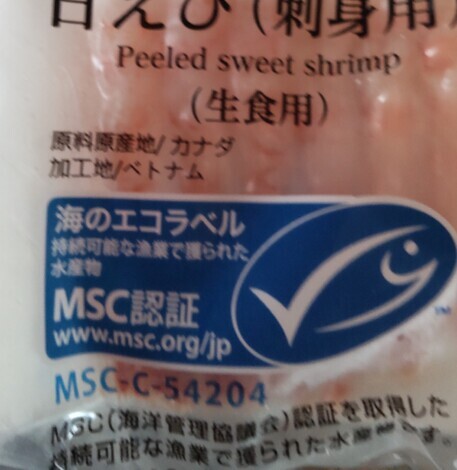 甘えび(刺身用)
Peeled sweet shrimp
(生食用)
原料原産地/カナダ
加工地/ベトナム
海のエコラベル
持続可能な漁業で獲られた
水産物
MSC認証
www.msc.org/jp
TM
MSC-C-54204
MSC(海洋管理協議会)認証を取得した
持続可能な漁業で獲られた水産物です。